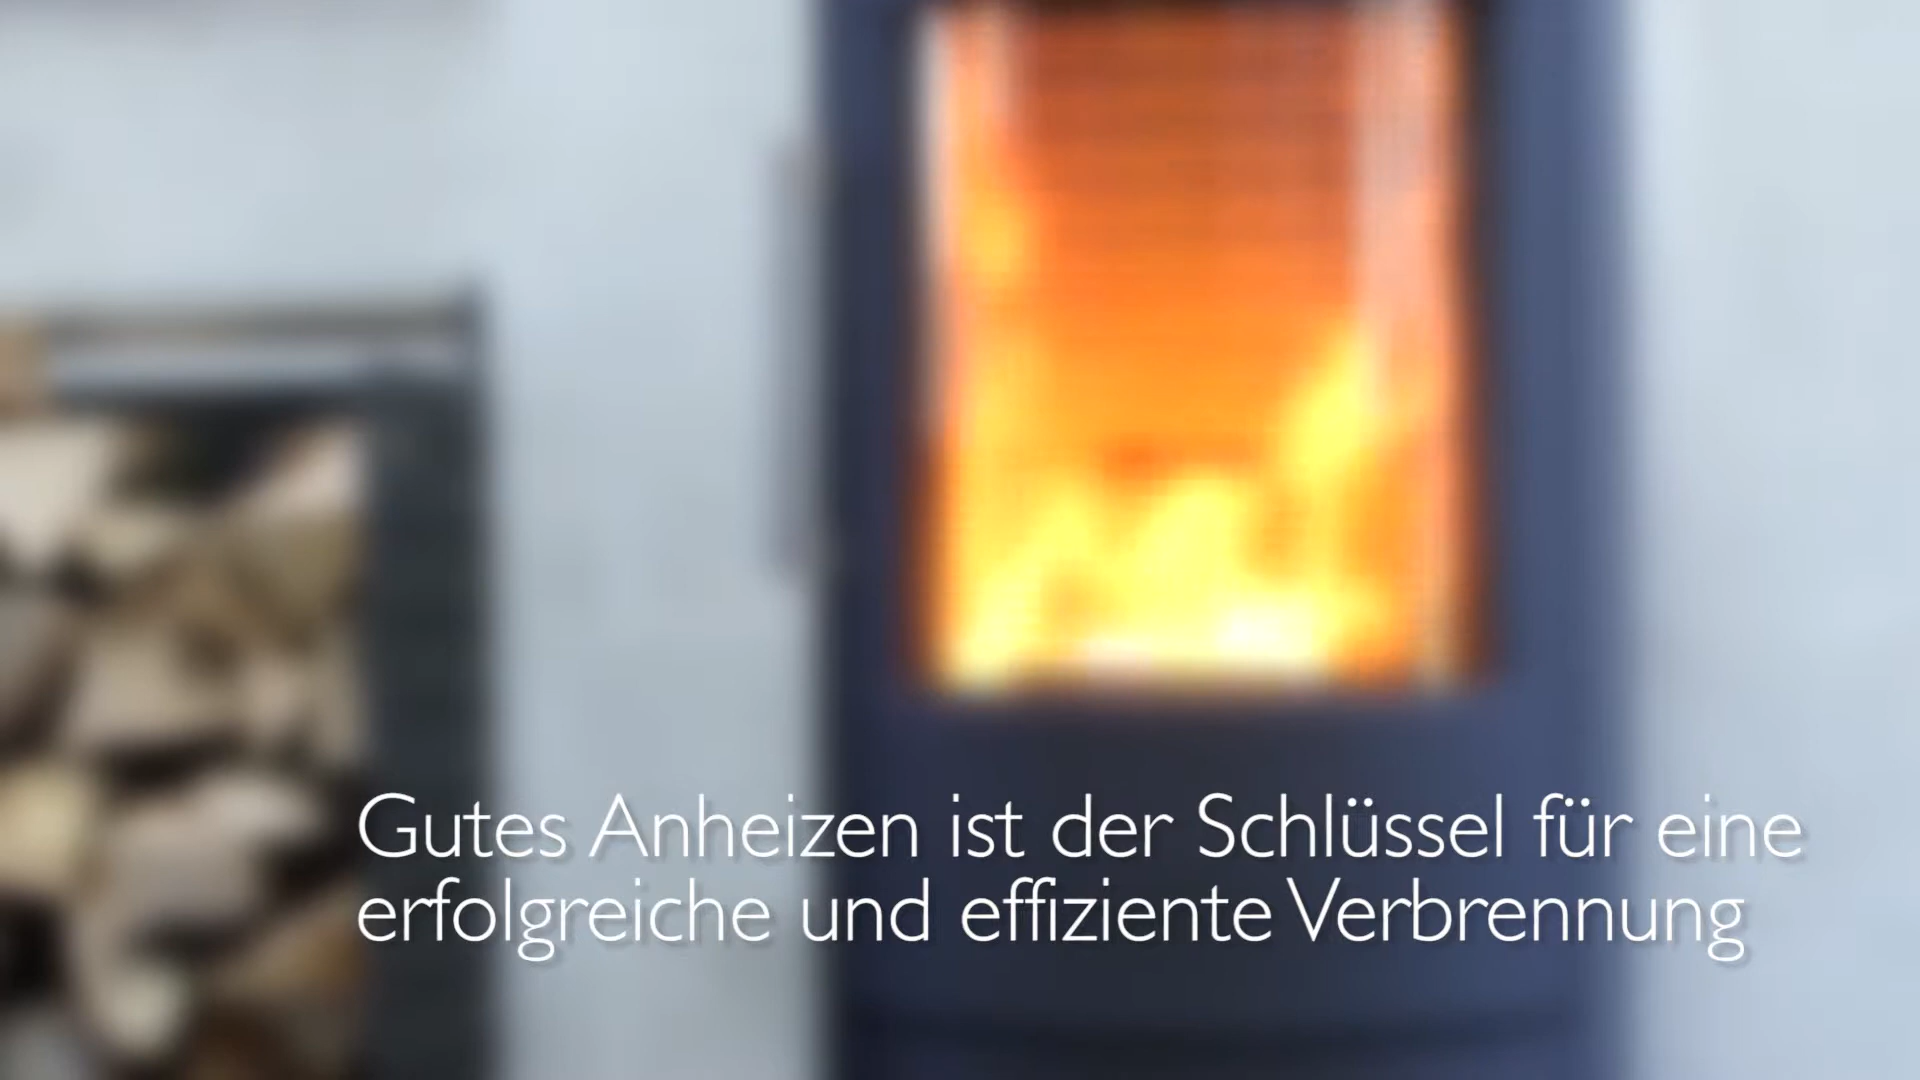 Gutes Anheizen ist der Schlüssel für eine
erfolgreiche und effiziente Verbrennung